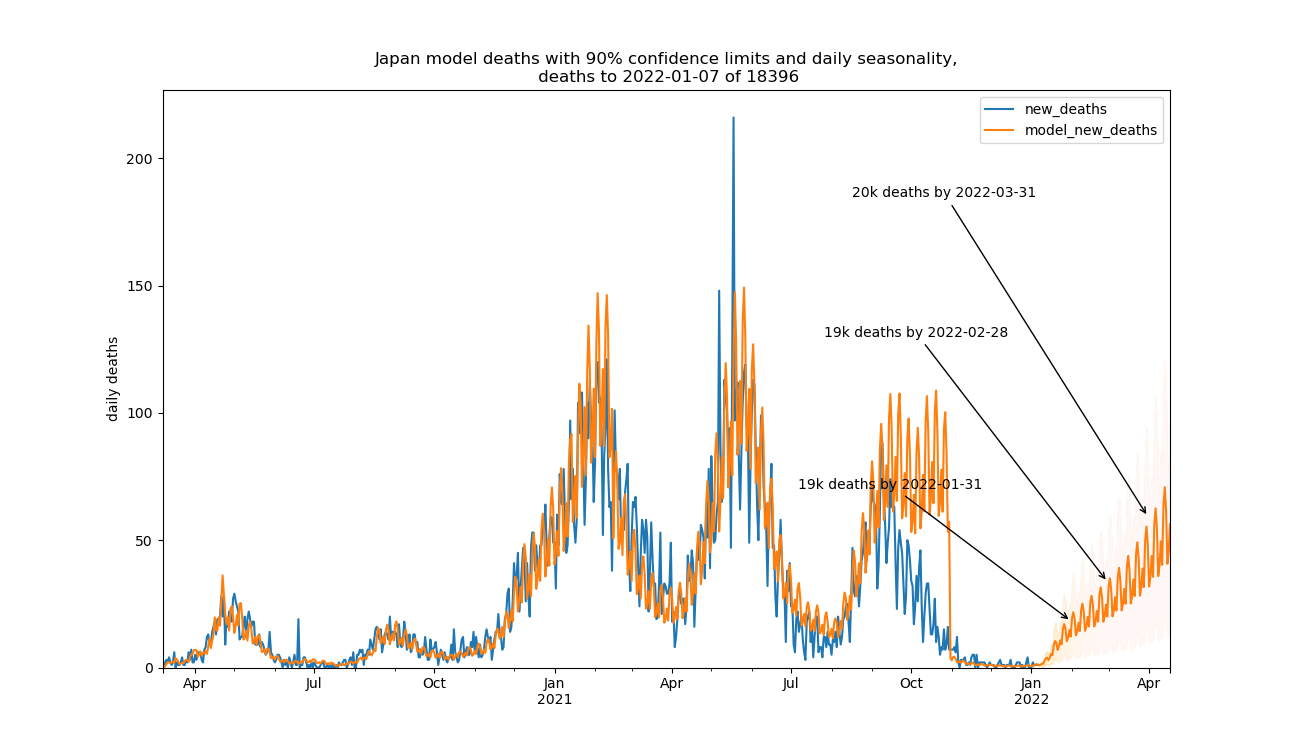 Japan model deaths with 90% confidence limits and daily seasonality,
deaths to 2022-01-07 of 18396
new_deaths
model_new_deaths
daily deaths
200
150
100
50
0
20k deaths by 2022-03-31
19k deaths by 2022-02-28
19k deaths by 2022-01-31
Apr Jul Oct Jan Apr Jul Oct Jan Apr
2021 2022